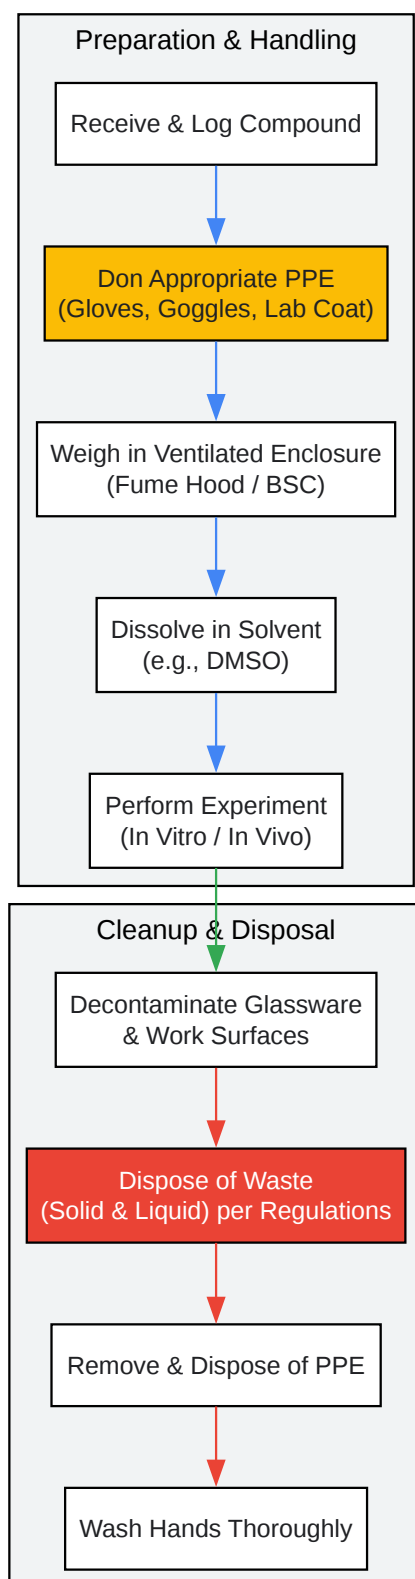 Preparation & Handling
Receive & Log Compound
Don Appropriate PPE
(Gloves, Goggles, Lab Coat)
Weigh in Ventilated Enclosure
(Fume Hood / BSC)
Dissolve in Solvent
(e.g., DMSO)
Perform Experiment
(In Vitro / In Vivo)
Cleanup & Disposal
Decontaminate Glassware
& Work Surfaces
Dispose of Waste
(Solid & Liquid) per Regulations
Remove & Dispose of PPE
Wash Hands Thoroughly